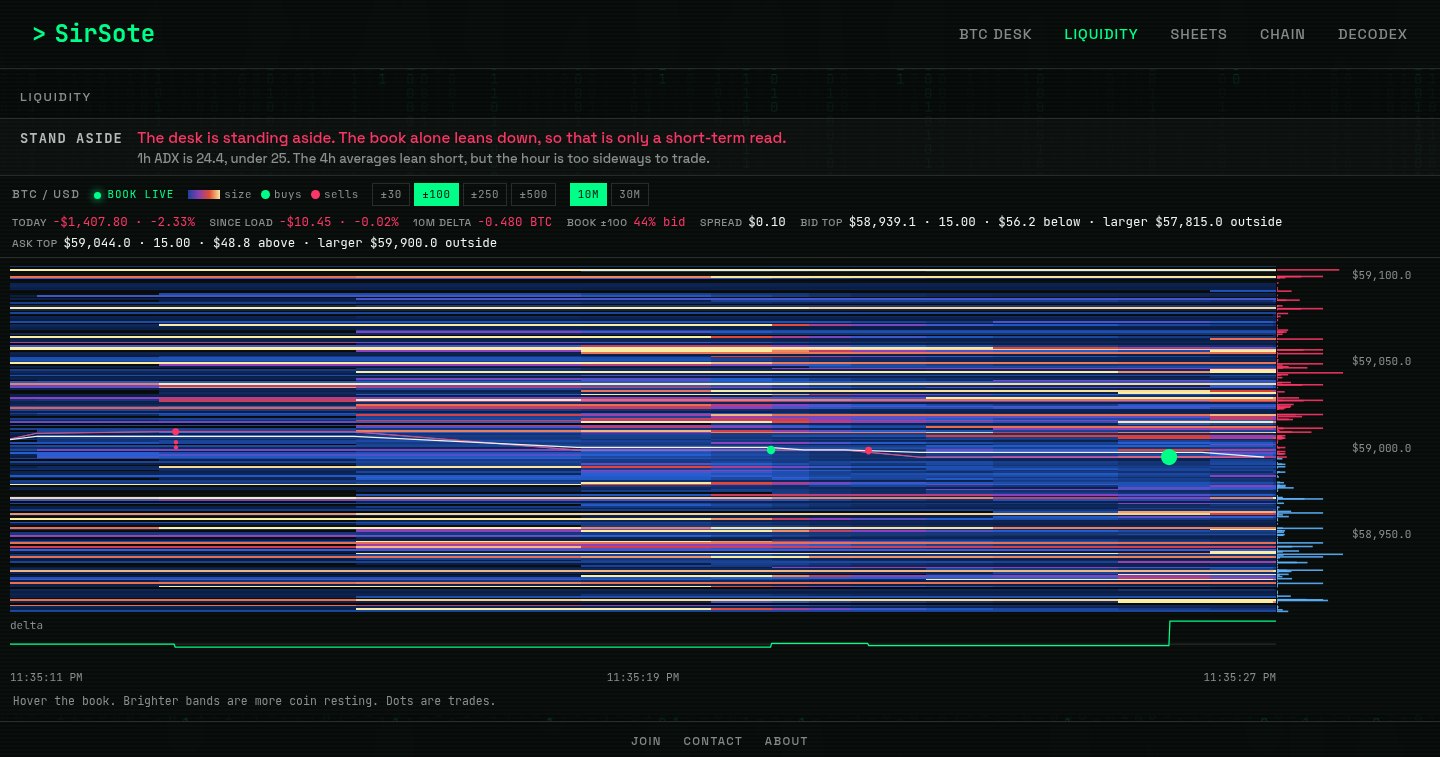 > SirSote
BTC DESK LIQUIDITY SHEETS CHAIN DECODEX
LIQUIDITY
STAND ASIDE The desk is standing aside. The book alone leans down, so that is only a short-term read.
1h ADX is 24.4, under 25. The 4h averages lean short, but the hour is too sideways to trade.
BTC / USD BOOK LIVE size buys sells ±30 ±100 ±250 ±500 10M 30M
TODAY -$1,407.80 · -2.33% SINCE LOAD -$10.45 · -0.02% 10M DELTA -0.480 BTC BOOK ±100 44% bid SPREAD $0.10 BID TOP $58,939.1 · 15.00 · $56.2 below · larger $57,815.0 outside
ASK TOP $59,044.0 · 15.00 · $48.8 above · larger $59,900.0 outside
$59,100.0
$59,050.0
$59,000.0
$58,950.0
delta
11:35:11 PM 11:35:19 PM 11:35:27 PM
Hover the book. Brighter bands are more coin resting. Dots are trades.
JOIN CONTACT ABOUT